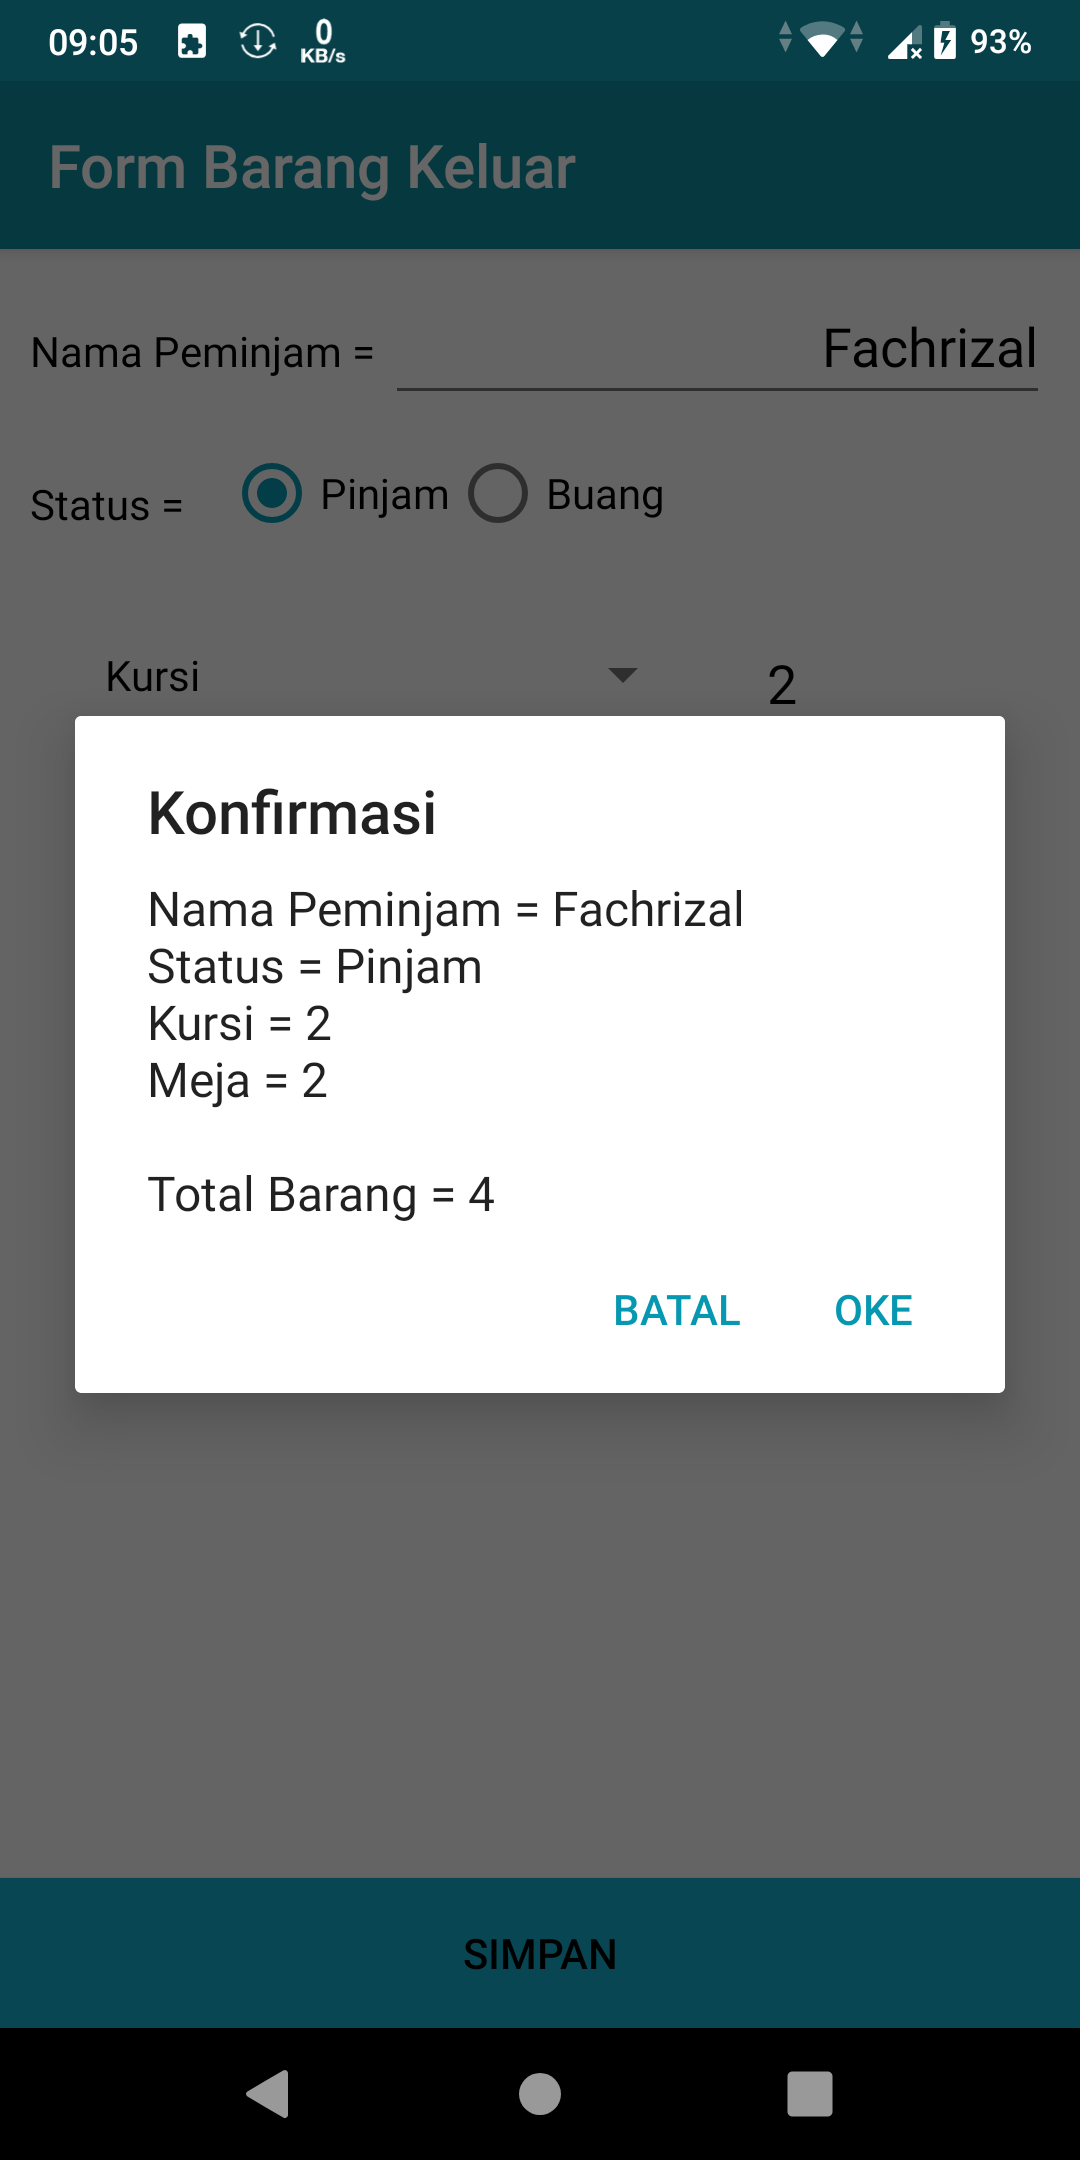 09:05 0 KB/s 93%
Form Barang Keluar
Nama Peminjam = Fachrizal
Status = Pinjam Buang
Kursi 2
Konfirmasi
Nama Peminjam = Fachrizal
Status = Pinjam
Kursi = 2
Meja = 2
Total Barang = 4
BATAL OKE
SIMPAN